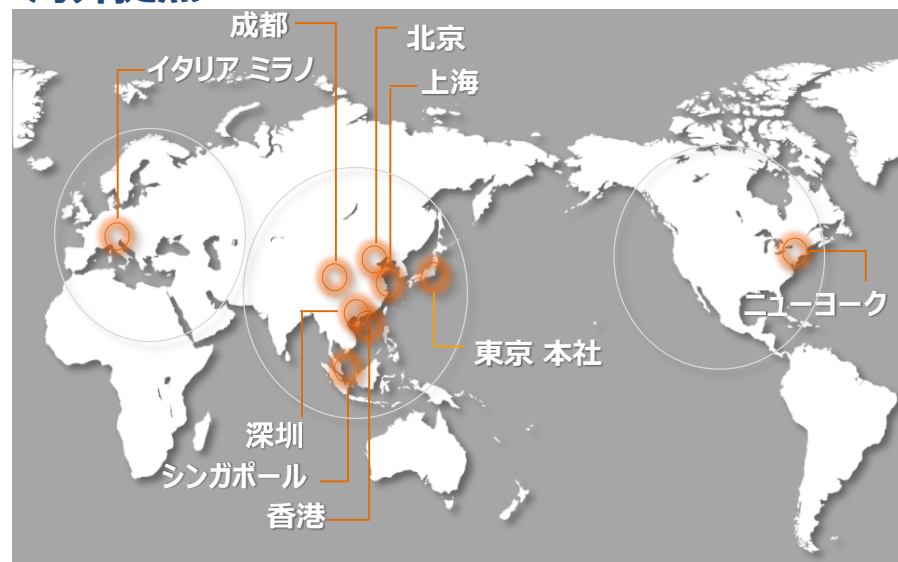 成都
北京
イタリア ミラノ
上海
ニューヨーク
東京 本社
深圳
シンガポール
香港